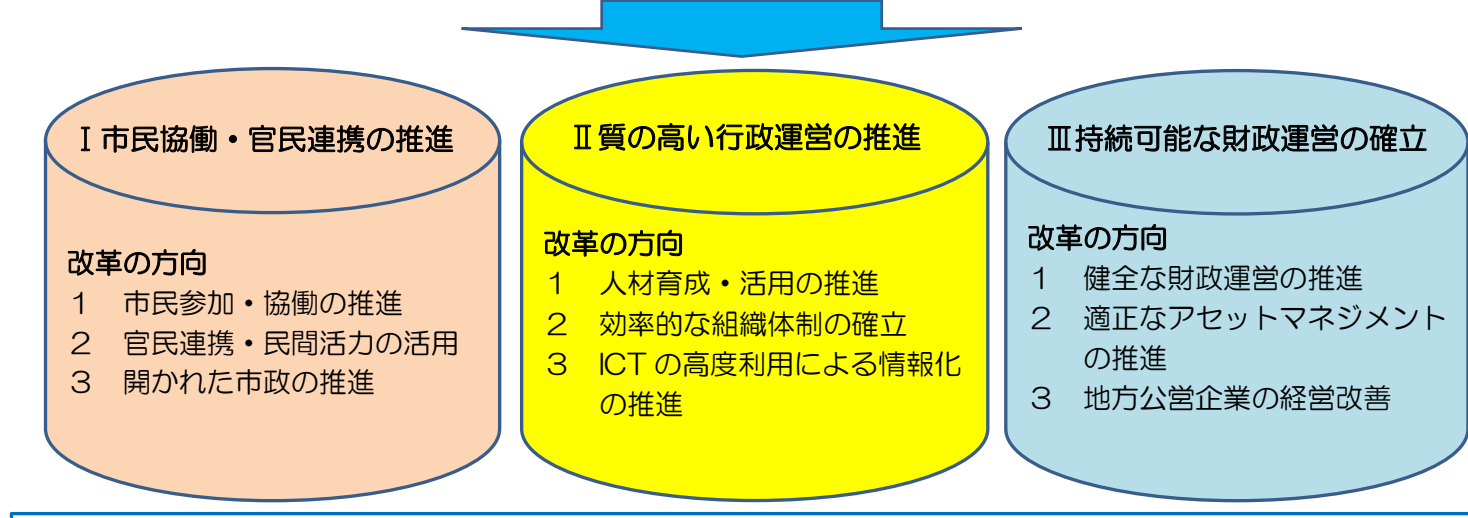 Ⅰ市民協働・官民連携の推進
改革の方向
１　市民参加・協働の推進
２　官民連携・民間活力の活用
３　開かれた市政の推進
Ⅱ質の高い行政運営の推進
改革の方向
１　人材育成・活用の推進
２　効率的な組織体制の確立
３　ICT の高度利用による情報化
の推進
Ⅲ持続可能な財政運営の確立
改革の方向
１　健全な財政運営の推進
２　適正なアセットマネジメント
の推進
３　地方公営企業の経営改善